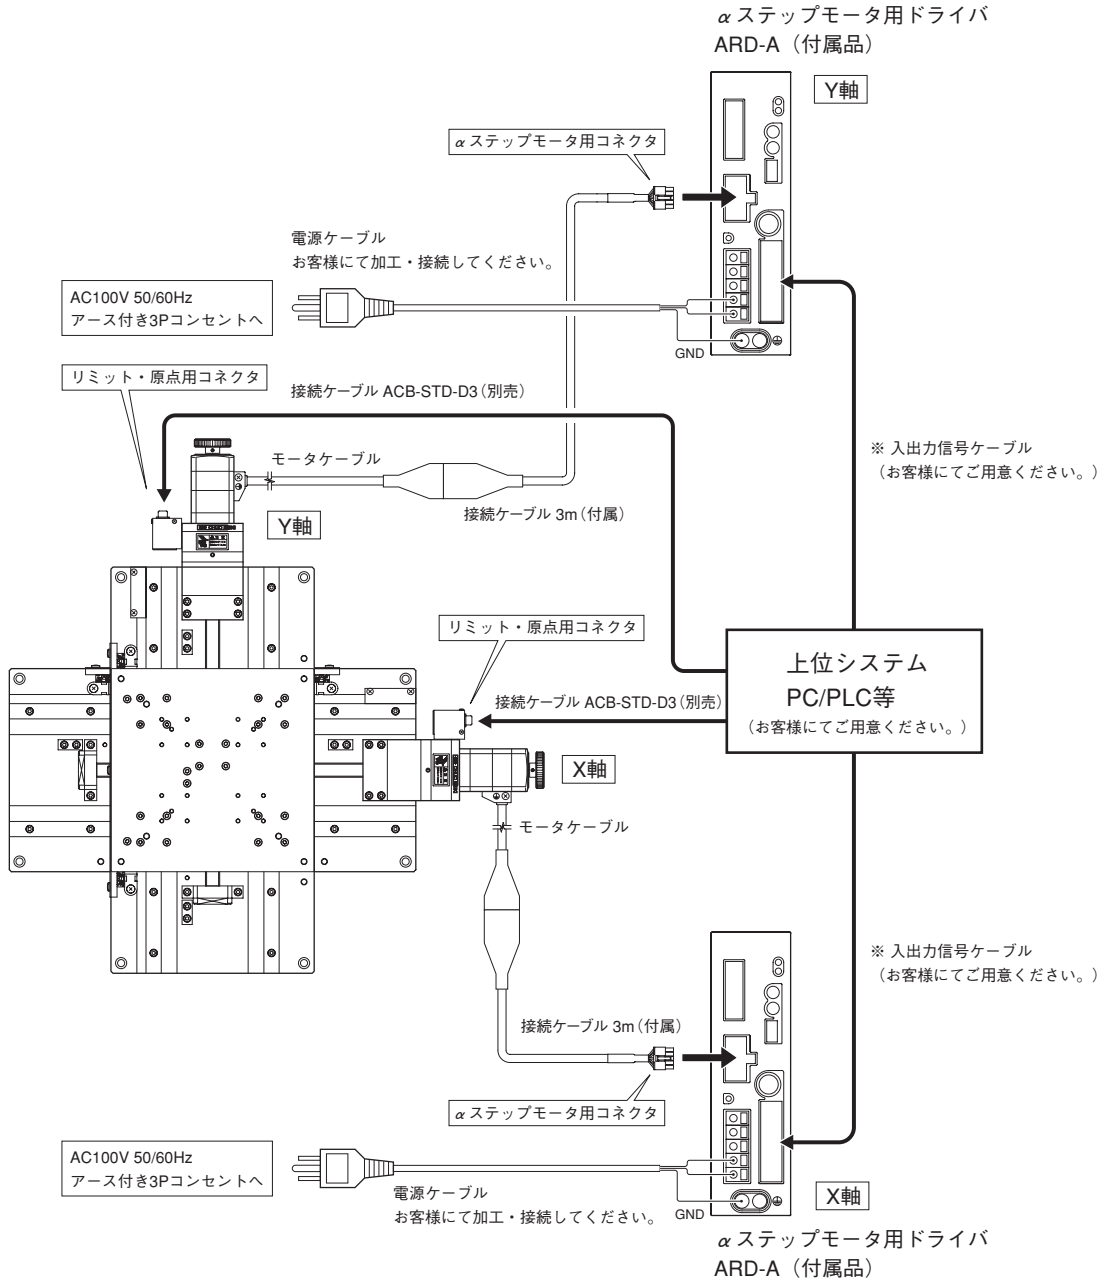 α ステップモータ用ドライバ
ARD-A（付属品）
Y軸
α ステップモータ用コネクタ
電源ケーブル
お客様にて加工・接続してください。
AC100V 50/60Hz
アース付き3Pコンセントへ
GND
リミット・原点用コネクタ
接続ケーブル ACB-STD-D3（別売）
※ 入出力信号ケーブル
（お客様にてご用意ください。）
モータケーブル
接続ケーブル 3m（付属）
Y軸
リミット・原点用コネクタ
上位システム
PC/PLC等
（お客様にてご用意ください。）
接続ケーブル ACB-STD-D3（別売）
X軸
モータケーブル
※ 入出力信号ケーブル
（お客様にてご用意ください。）
接続ケーブル 3m（付属）
α ステップモータ用コネクタ
AC100V 50/60Hz
アース付き3Pコンセントへ
電源ケーブル
お客様にて加工・接続してください。
GND
X軸
α ステップモータ用ドライバ
ARD-A（付属品）